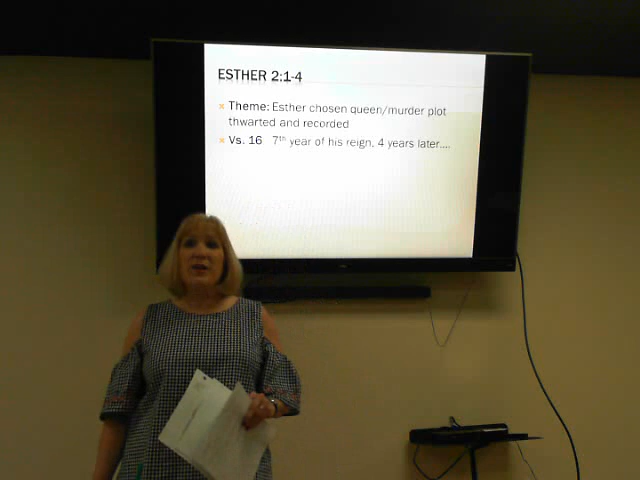 ESTHER 2:1-4
× Theme: Esther chosen queen/murder plot
thwarted and recorded
× Vs. 16 7th year of his reign, 4 years later....